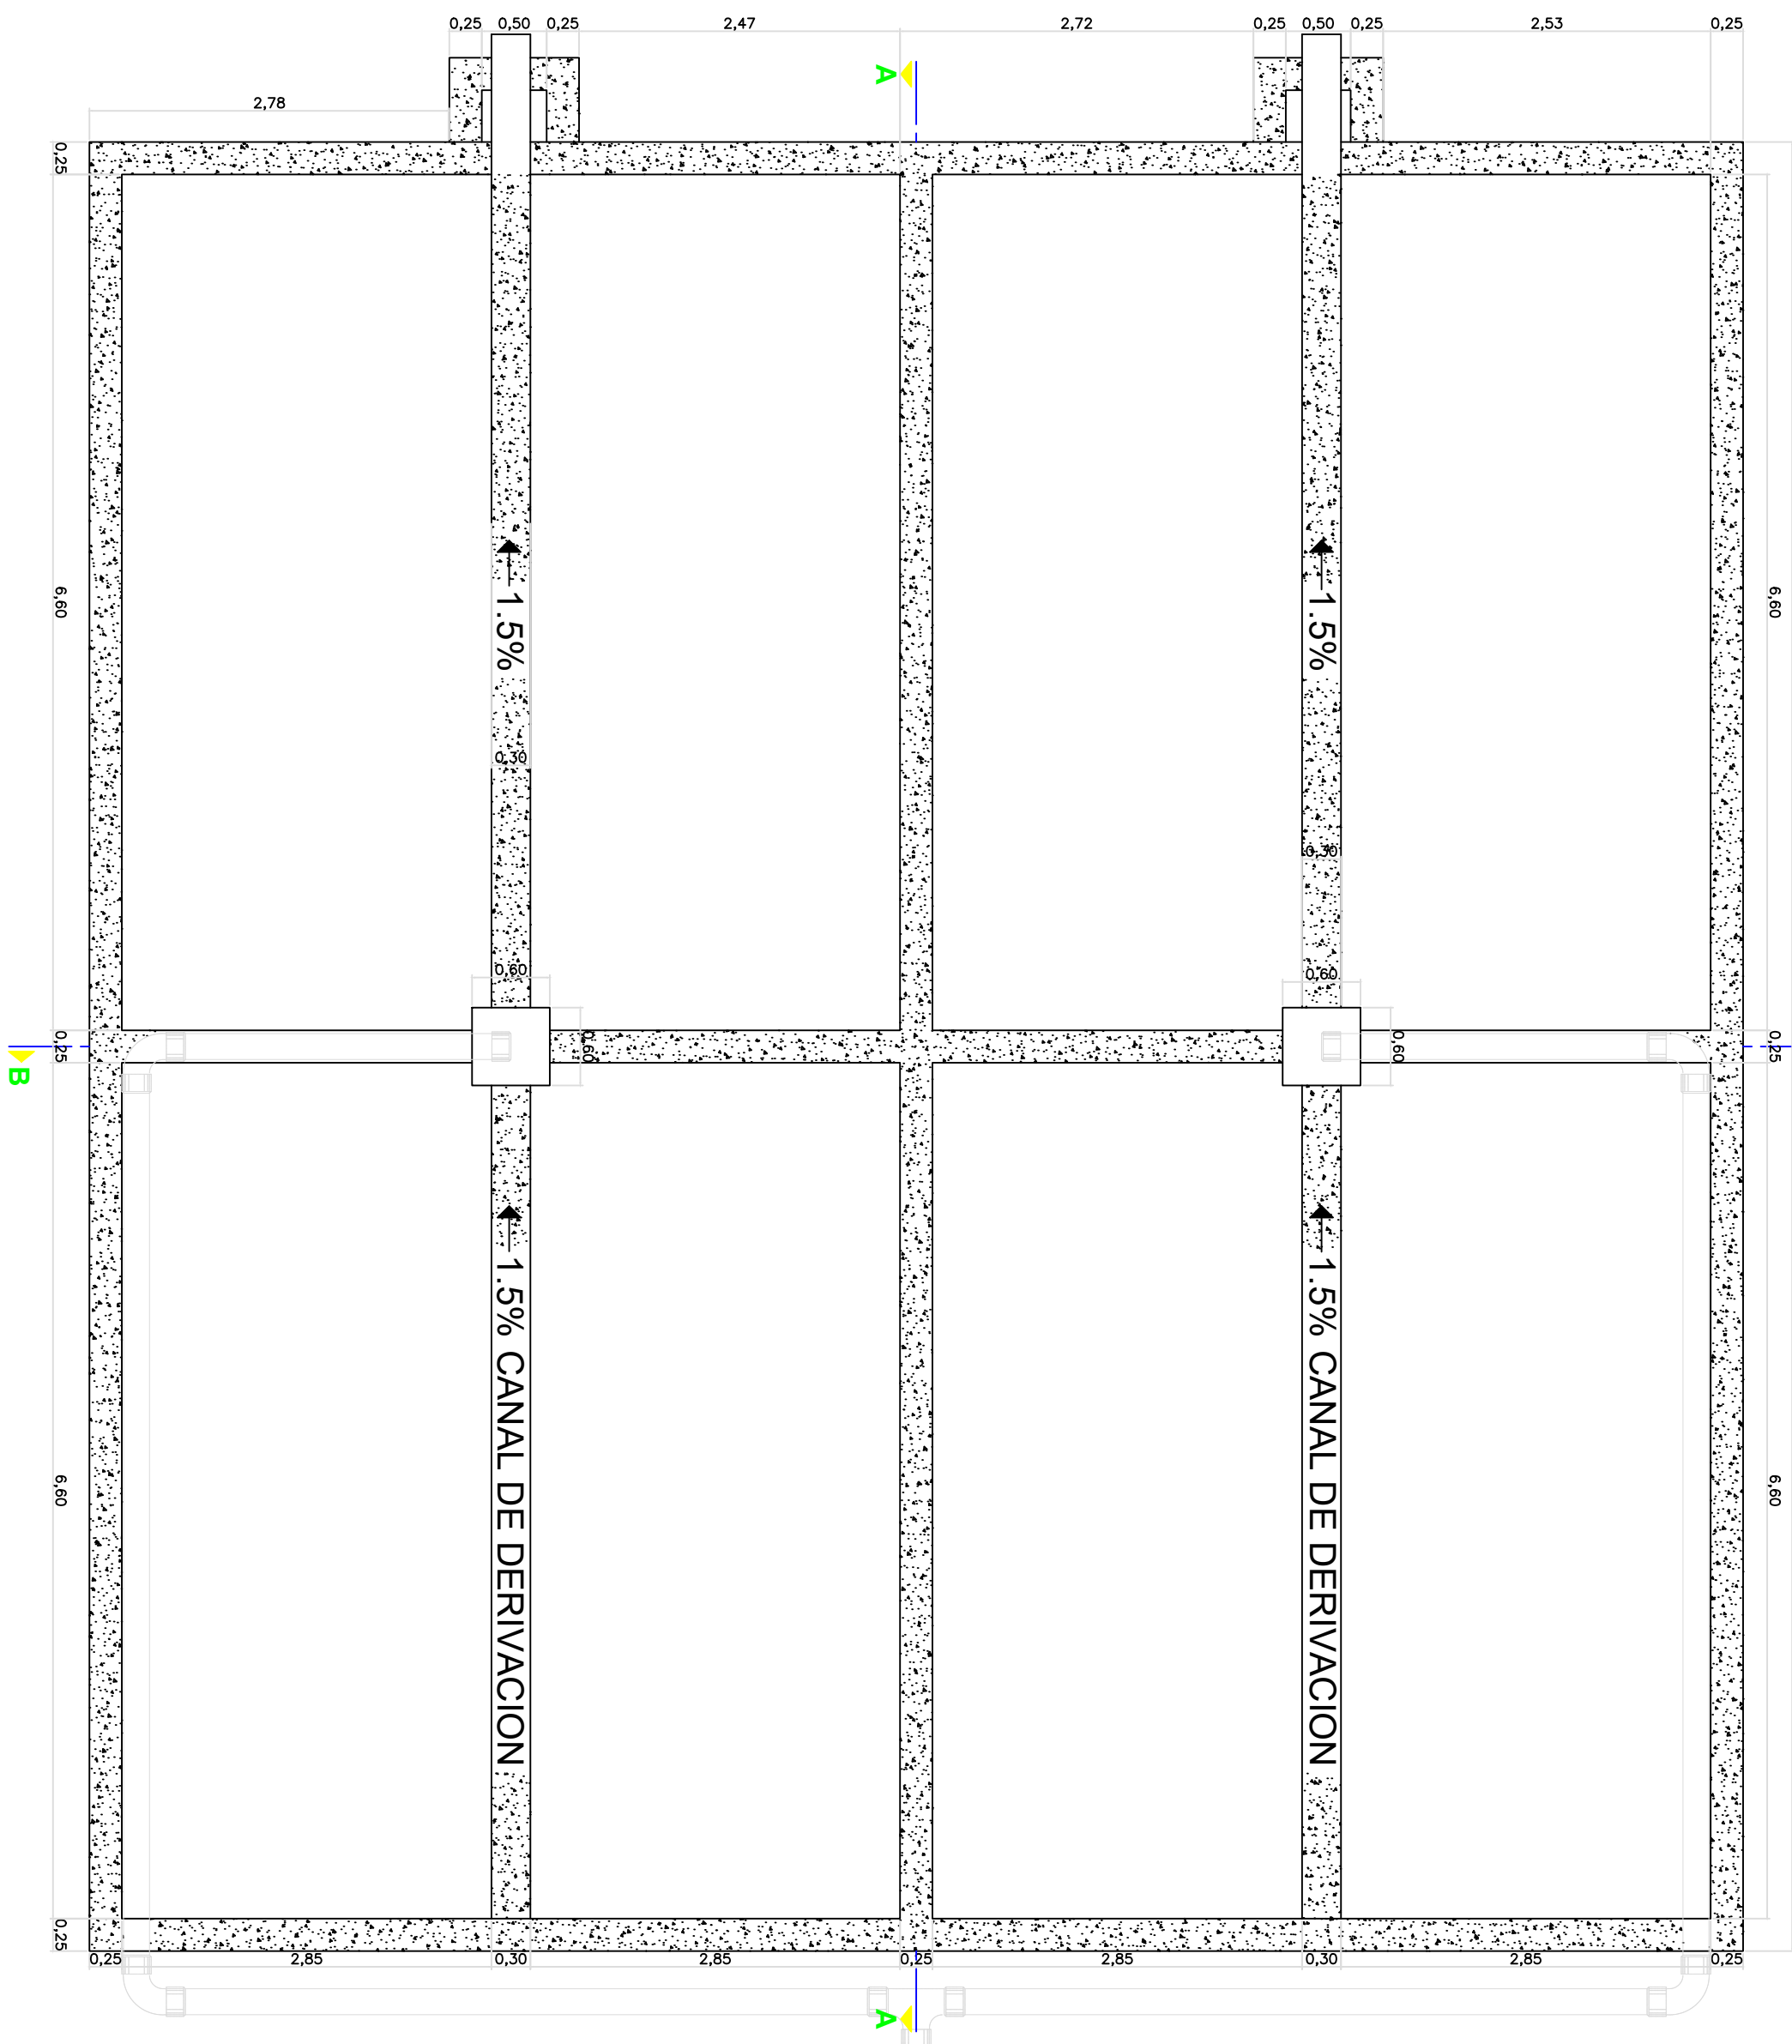 0,25 0,50 0,25 2,47 2,72 0,25 0,50 0,25 2,53 0,25
A
2,78
0,25
6,60 1.5% 1.5% 6,60
0,30
0,30
0,60 0,60
0,25 0,60 0,60 0,25
B
1.5% CANAL DE DERIVACION
1.5% CANAL DE DERIVACION
6,60 6,60
0,25
0,25 2,85 0,30 2,85 0,25 2,85 0,30 2,85 0,25
A